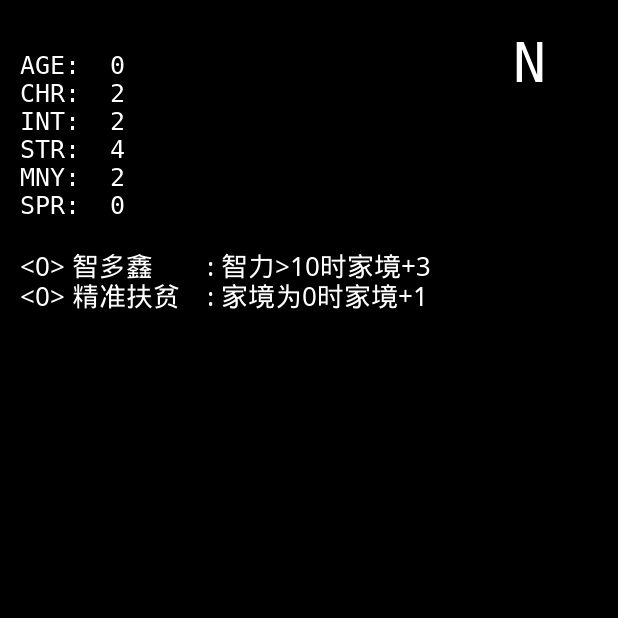 N
AGE: 0
CHR: 2
INT: 2
STR: 4
MNY: 2
SPR: 0
<0> 智多鑫 : 智力>10时家境+3
<0> 精准扶贫 : 家境为0时家境+1